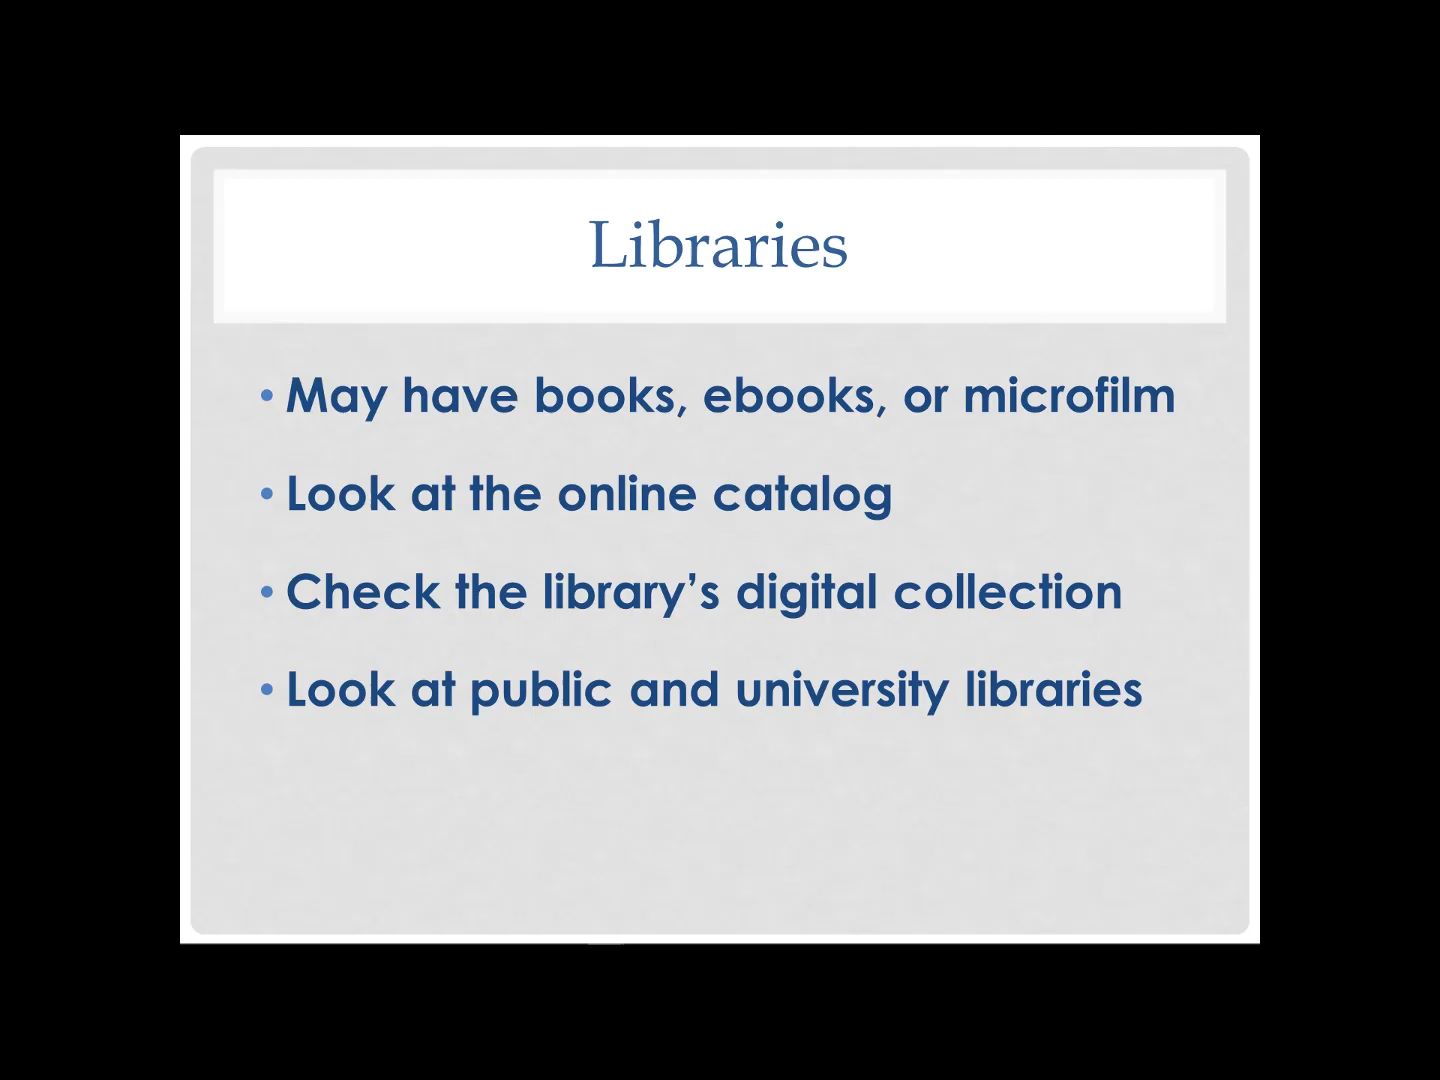 Libraries
• May have books, ebooks, or microfilm
• Look at the online catalog
• Check the library’s digital collection
• Look at public and university libraries